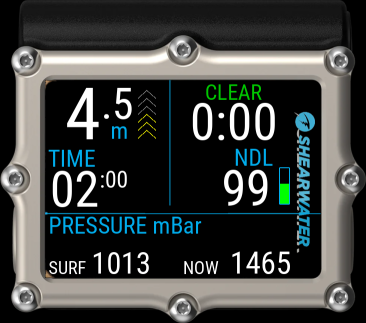 4.5 m
CLEAR
0:00
TIME
02:00
NDL
99
PRESSURE mBar
SURF 1013 NOW 1465
SHEARWATER